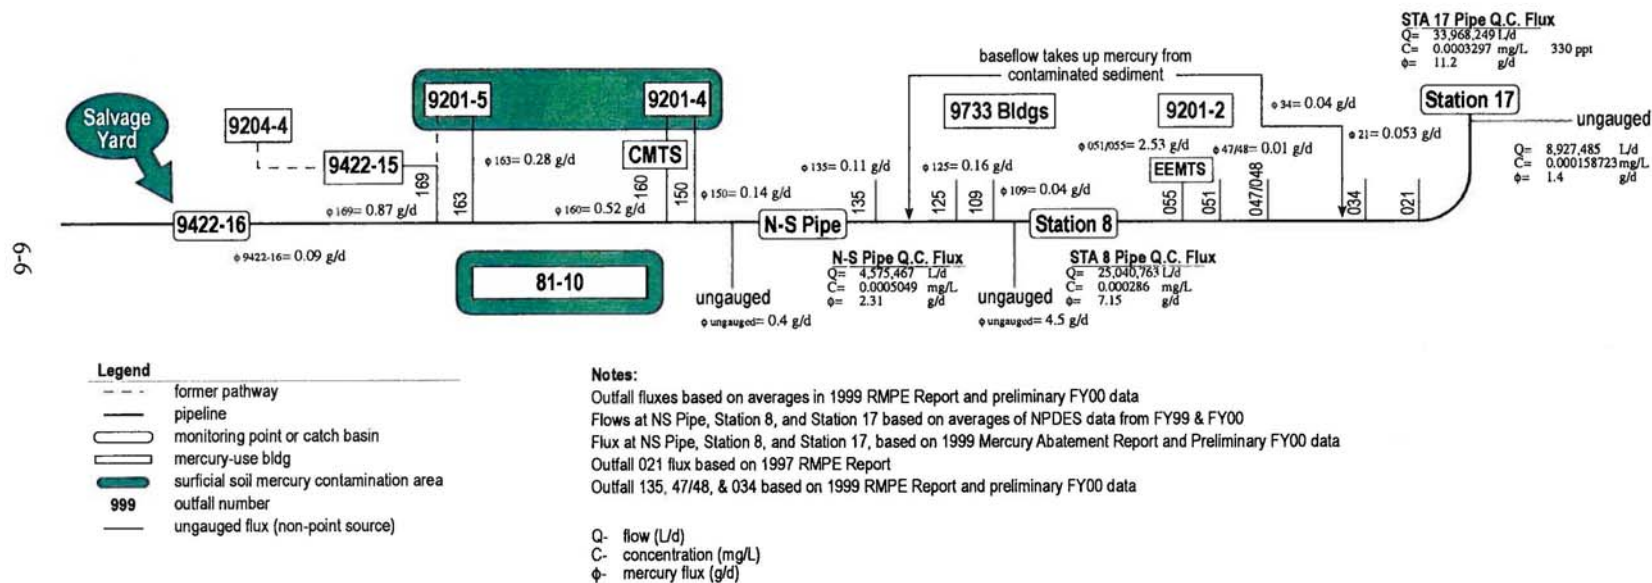 STA 17 Pipe Q.C. Flux
Q= 33,968,249 L/d
C= 0.0003297 mg/L 330 ppt
ϕ= 11.2 g/d
baseflow takes up mercury from
contaminated sediment
Salvage
Yard
9204-4
9422-15
9201-5
9201-4
CMTS
9733 Bldgs
9201-2
EEMTS
Station 17
ungauged
Q= 8,927,485 L/d
C= 0.000158723 mg/L
ϕ= 1.4 g/d
ϕ 34= 0.04 g/d
ϕ 21= 0.053 g/d
ϕ 051/055= 2.53 g/d
ϕ 47/48= 0.01 g/d
ϕ 163= 0.28 g/d
ϕ 135= 0.11 g/d
ϕ 125= 0.16 g/d
ϕ 109= 0.04 g/d
ϕ 150= 0.14 g/d
ϕ 169= 0.87 g/d
ϕ 160= 0.52 g/d
169
163
160
150
135
125
109
055
051
047/048
034
021
9422-16
N-S Pipe
Station 8
ϕ 9422-16= 0.09 g/d
81-10
ungauged
ϕ ungauged= 0.4 g/d
N-S Pipe Q.C. Flux
Q= 4,575,467 L/d
C= 0.0005049 mg/L
ϕ= 2.31 g/d
ungauged
ϕ ungauged= 4.5 g/d
STA 8 Pipe Q.C. Flux
Q= 25,040,763 L/d
C= 0.000286 mg/L
ϕ= 7.15 g/d
9-6
Legend
former pathway
pipeline
monitoring point or catch basin
mercury-use bldg
surficial soil mercury contamination area
999 outfall number
ungauged flux (non-point source)
Notes:
Outfall fluxes based on averages in 1999 RMPE Report and preliminary FY00 data
Flows at NS Pipe, Station 8, and Station 17 based on averages of NPDES data from FY99 & FY00
Flux at NS Pipe, Station 8, and Station 17, based on 1999 Mercury Abatement Report and Preliminary FY00 data
Outfall 021 flux based on 1997 RMPE Report
Outfall 135, 47/48, & 034 based on 1999 RMPE Report and preliminary FY00 data
Q- flow (L/d)
C- concentration (mg/L)
ϕ- mercury flux (g/d)